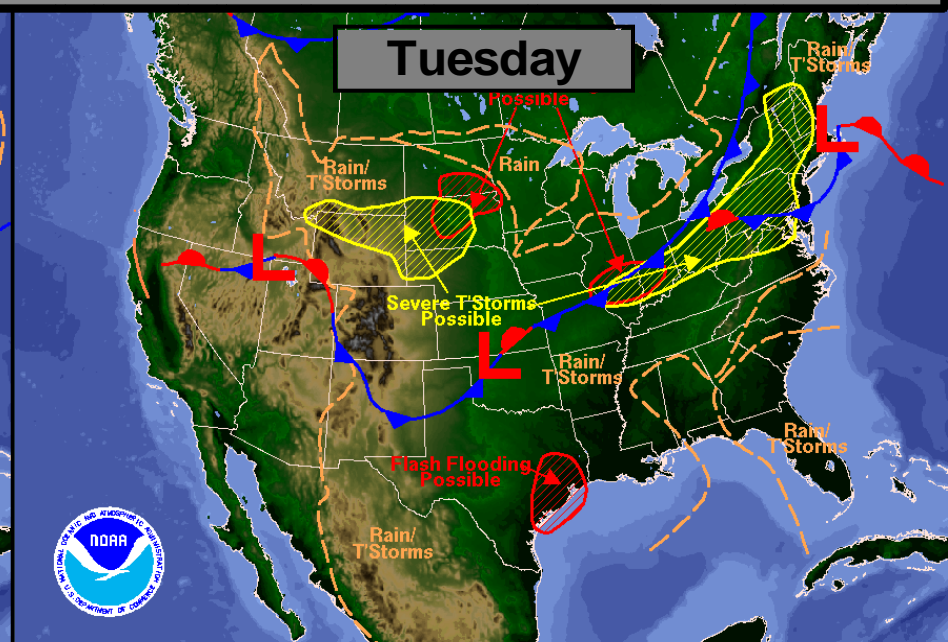 Tuesday
Rain/
T'Storms
Possible
Rain
Rain/
T'Storms
Severe T'Storms
Possible
Rain/
T'Storms
Rain/
T'Storms
Flash Flooding
Possible
Rain/
T'Storms
L
L
L
NATIONAL OCEANIC AND ATMOSPHERIC ADMINISTRATION
NOAA
U.S. DEPARTMENT OF COMMERCE